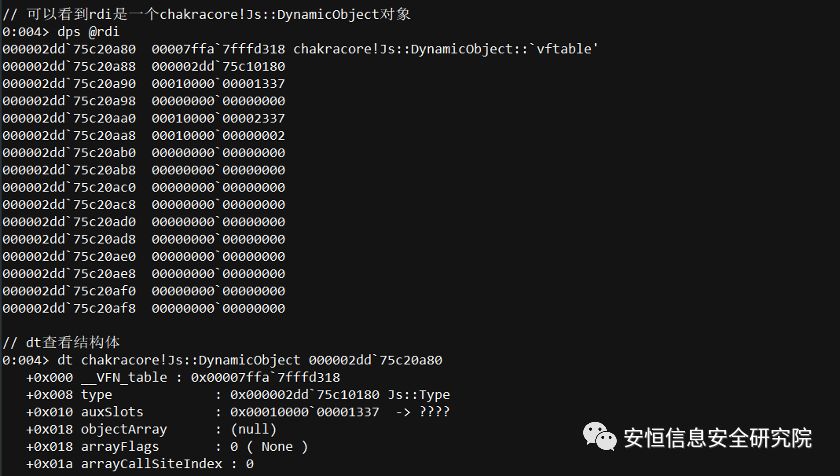 // 可以看到rdi是一个chakracore!Js::DynamicObject对象
0:004> dps @rdi
000002dd`75c20a80  00007ffa`7fffd318 chakracore!Js::DynamicObject::`vftable'
000002dd`75c20a88  000002dd`75c10180
000002dd`75c20a90  00010000`00001337
000002dd`75c20a98  00000000`00000000
000002dd`75c20aa0  00010000`00002337
000002dd`75c20aa8  00010000`00000002
000002dd`75c20ab0  00000000`00000000
000002dd`75c20ab8  00000000`00000000
000002dd`75c20ac0  00000000`00000000
000002dd`75c20ac8  00000000`00000000
000002dd`75c20ad0  00000000`00000000
000002dd`75c20ad8  00000000`00000000
000002dd`75c20ae0  00000000`00000000
000002dd`75c20ae8  00000000`00000000
000002dd`75c20af0  00000000`00000000
000002dd`75c20af8  00000000`00000000
// dt查看结构体
0:004> dt chakracore!Js::DynamicObject 000002dd`75c20a80
   +0x000 __VFN_table : 0x00007ffa`7fffd318
   +0x008 type             : 0x000002dd`75c10180 Js::Type
   +0x010 auxSlots         : 0x00010000`00001337  -> ????
   +0x018 objectArray      : (null)
   +0x018 arrayFlags       : 0 ( None )
   +0x01a arrayCallSiteIndex : 0
安恒信息安全研究院